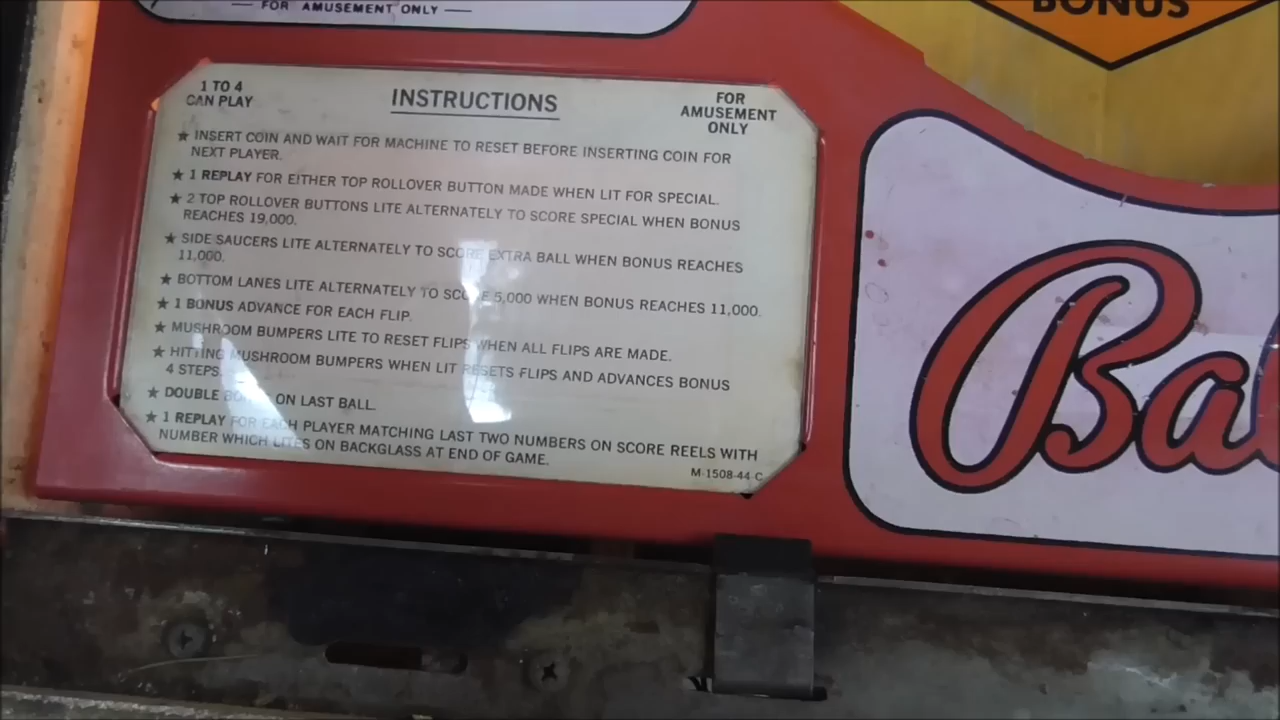 FOR AMUSEMENT ONLY
BONUS
1 TO 4
CAN PLAY
INSTRUCTIONS
FOR
AMUSEMENT
ONLY
★ INSERT COIN AND WAIT FOR MACHINE TO RESET BEFORE INSERTING COIN FOR
NEXT PLAYER.
★ 1 REPLAY FOR EITHER TOP ROLLOVER BUTTON MADE WHEN LIT FOR SPECIAL.
★ 2 TOP ROLLOVER BUTTONS LITE ALTERNATELY TO SCORE SPECIAL WHEN BONUS
REACHES 19,000.
★ SIDE SAUCERS LITE ALTERNATELY TO SCORE EXTRA BALL WHEN BONUS REACHES
11,000.
★ BOTTOM LANES LITE ALTERNATELY TO SCORE 5,000 WHEN BONUS REACHES 11,000.
★ 1 BONUS ADVANCE FOR EACH FLIP.
★ MUSHROOM BUMPERS LITE TO RESET FLIPS WHEN ALL FLIPS ARE MADE.
★ HITTING MUSHROOM BUMPERS WHEN LIT RESETS FLIPS AND ADVANCES BONUS
4 STEPS.
★ DOUBLE BONUS ON LAST BALL.
★ 1 REPLAY FOR EACH PLAYER MATCHING LAST TWO NUMBERS ON SCORE REELS WITH
NUMBER WHICH LITES ON BACKGLASS AT END OF GAME.
M-1508-44-C
Ba